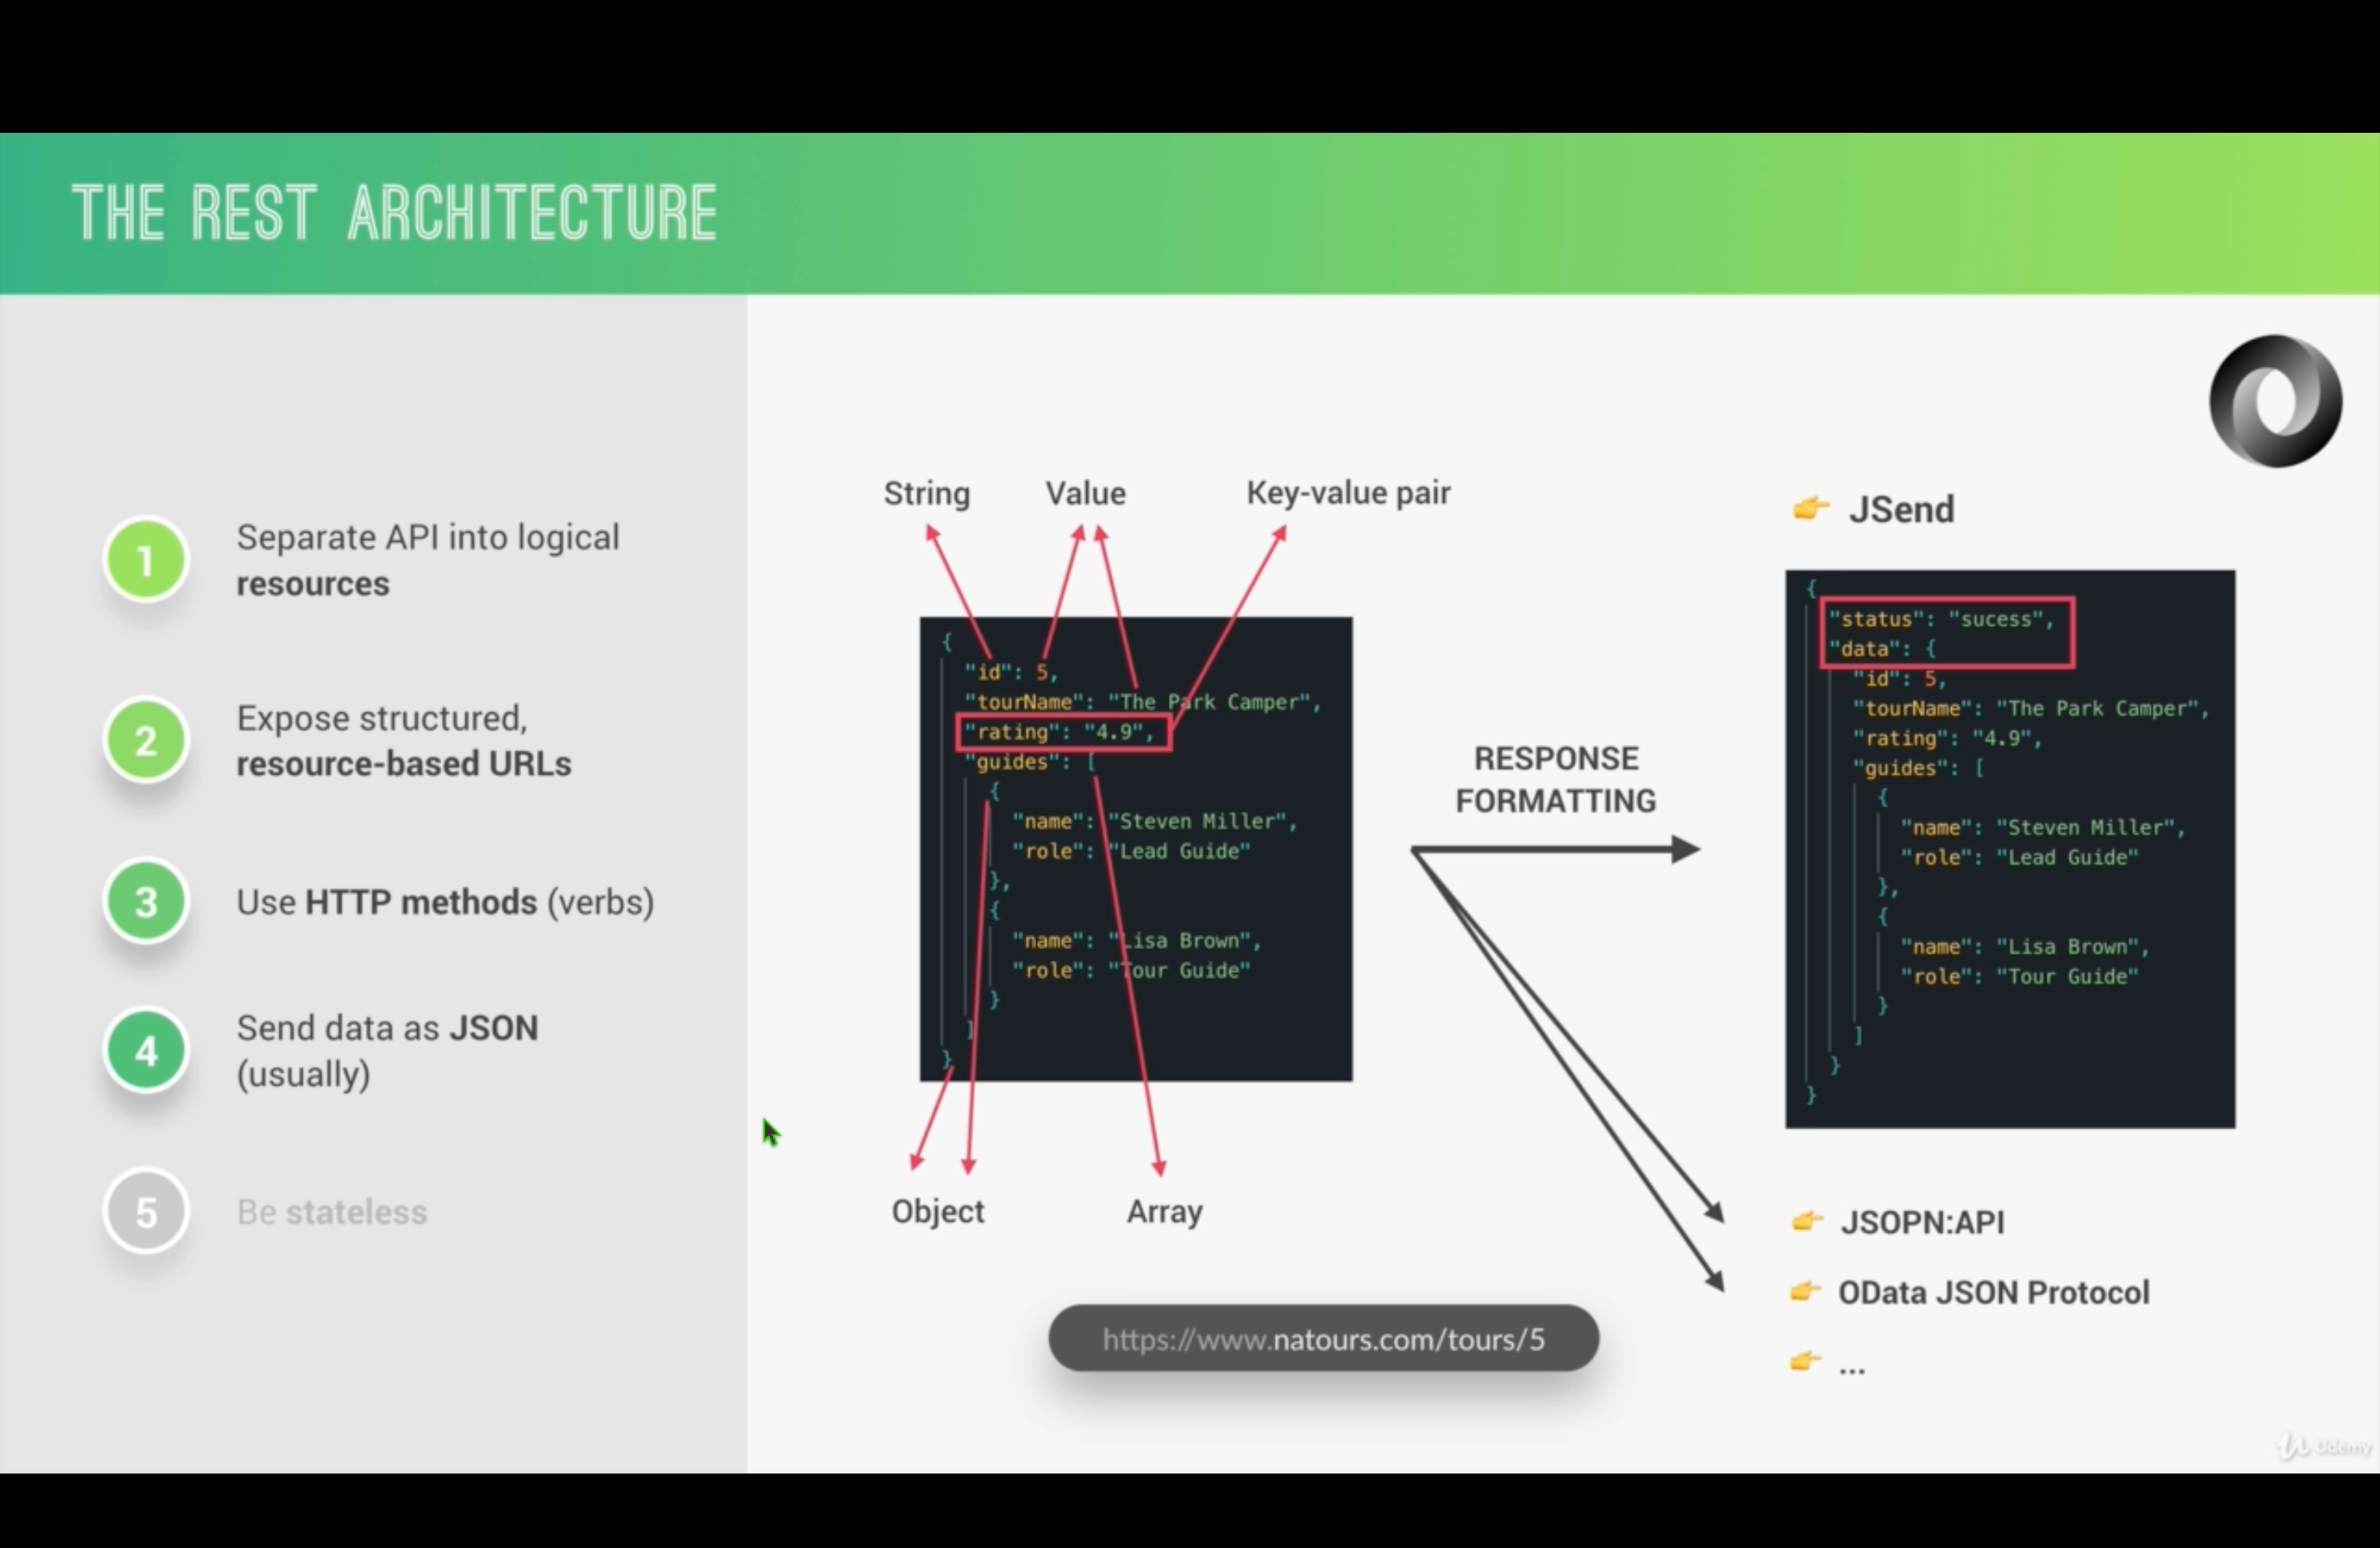 THE REST ARCHITECTURE
1
Separate API into logical
resources
2
Expose structured,
resource-based URLs
3
Use HTTP methods (verbs)
4
Send data as JSON
(usually)
5
Be stateless
String
Value
Key-value pair
{
"id": 5,
"tourName": "The Park Camper",
"rating": "4.9",
"guides": [
{
"name": "Steven Miller",
"role": "Lead Guide"
},
{
"name": "Lisa Brown",
"role": "Tour Guide"
}
]
}
Object
Array
https://www.natours.com/tours/5
RESPONSE
FORMATTING
👉 JSend
{
"status": "sucess",
"data": {
"id": 5,
"tourName": "The Park Camper",
"rating": "4.9",
"guides": [
{
"name": "Steven Miller",
"role": "Lead Guide"
},
{
"name": "Lisa Brown",
"role": "Tour Guide"
}
]
}
}
👉 JSOPN:API
👉 OData JSON Protocol
👉 ...
Udemy